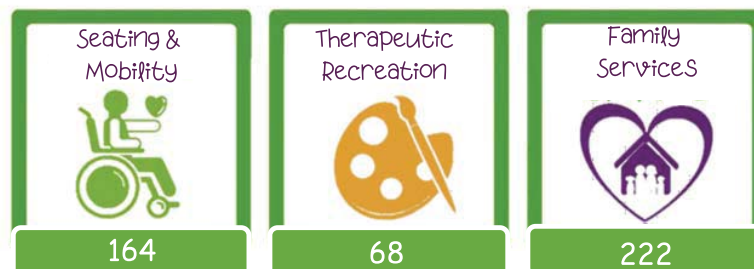 Seating &
Mobility
164
Therapeutic
Recreation
68
Family
Services
222